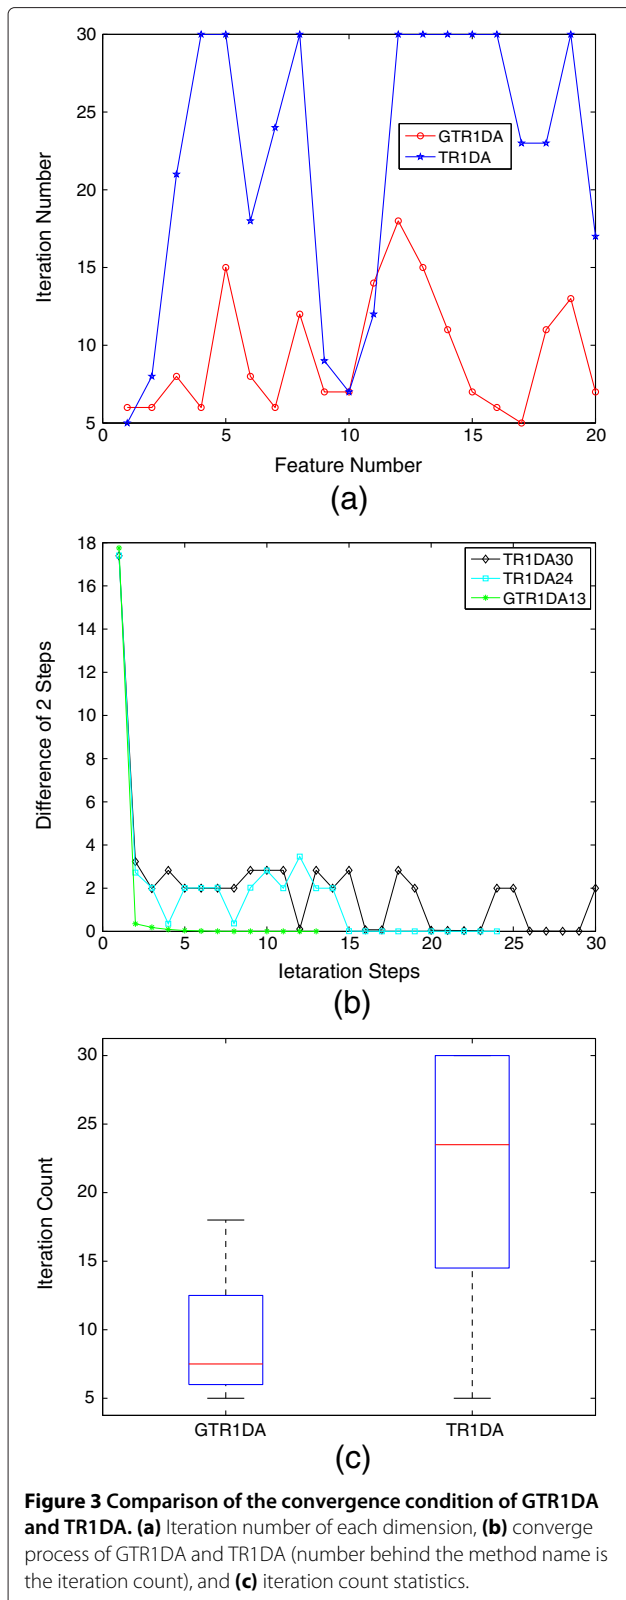 30
25
20
15
10
5
Iteration Number
GTR1DA
TR1DA
0
5
10
15
20
Feature Number
(a)
18
16
14
12
10
8
6
4
2
0
Difference of 2 Steps
TR1DA30
TR1DA24
GTR1DA13
0
5
10
15
20
25
30
Ietaration Steps
(b)
30
25
20
15
10
5
Iteration Count
GTR1DA
TR1DA
(c)
Figure 3 Comparison of the convergence condition of GTR1DA
and TR1DA. (a) Iteration number of each dimension, (b) converge
process of GTR1DA and TR1DA (number behind the method name is
the iteration count), and (c) iteration count statistics.